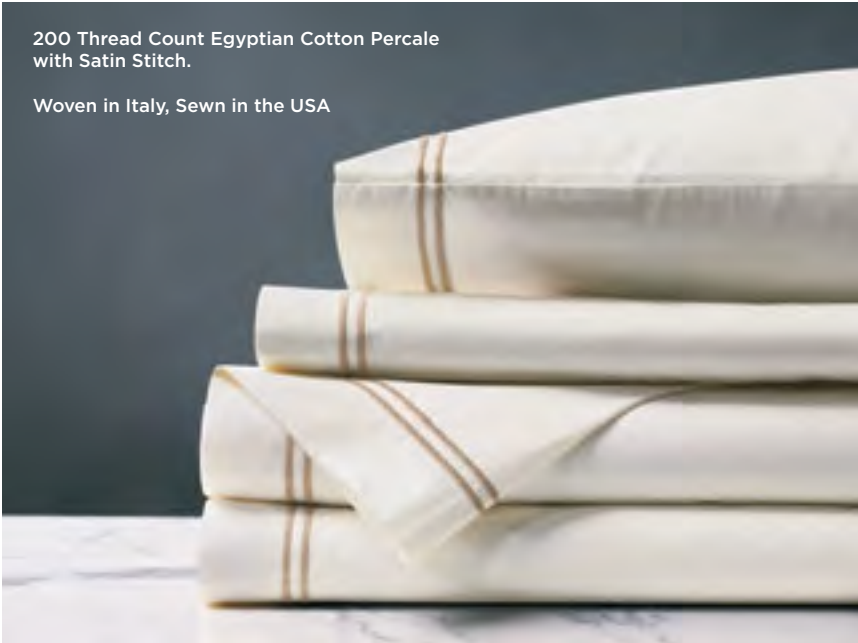 200 Thread Count Egyptian Cotton Percale
with Satin Stitch.
Woven in Italy, Sewn in the USA